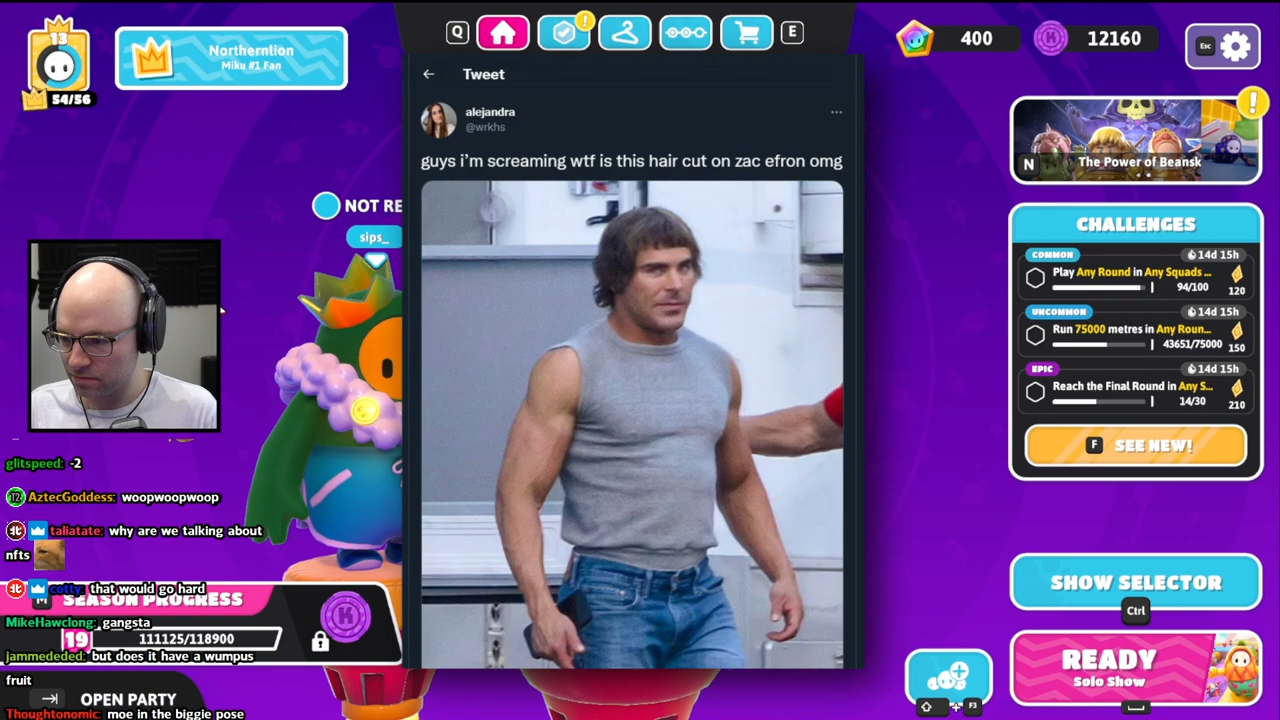 13
54/56
Northernlion
Miku #1 Fan
Q
!
E
400
K
12160
Esc
Tweet
alejandra
@wrkhs
...
guys i'm screaming wtf is this hair cut on zac efron omg
!
N
The Power of Beansk
CHALLENGES
COMMON
14d 15h
Play Any Round in Any Squads ...
94/100
120
UNCOMMON
14d 15h
Run 75000 metres in Any Roun...
43651/75000
150
EPIC
14d 15h
Reach the Final Round in Any S...
14/30
210
F
SEE NEW!
NOT RE
sips_
glitspeed: -2
T2 AztecGoddess: woopwoopwoop
taliatate: why are we talking about
nfts
cotty: that would go hard
M
SEASON PROGRESS
MikeHawclong: gangsta
19
111125/118900
K
jammededed: but does it have a wumpus
fruit
OPEN PARTY
Thoughtonomic: moe in the biggie pose
SHOW SELECTOR
Ctrl
READY
Solo Show
+
F3